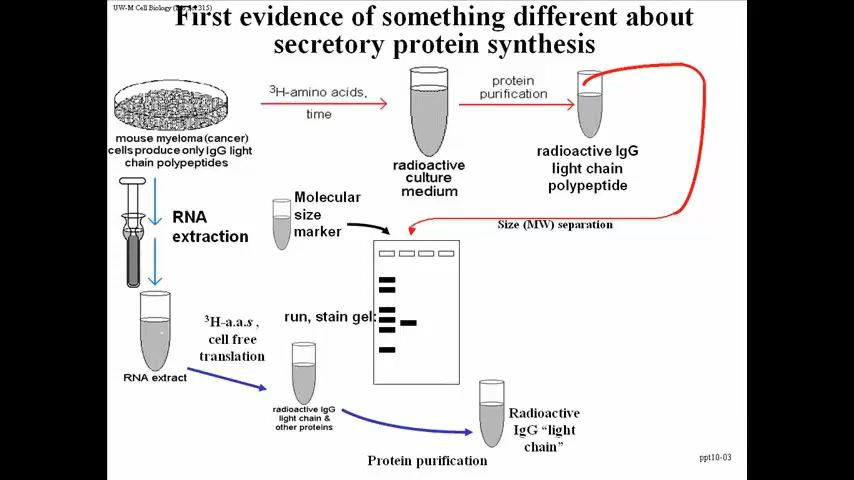 UW-M Cell Biology
315)
First evidence of something different about
secretory protein synthesis
³H-amino acids,
time
protein
purification
mouse myeloma (cancer)
cells produce only IgG light
chain polypeptides
radioactive
culture
medium
radioactive IgG
light chain
polypeptide
RNA
extraction
Molecular
size
marker
Size (MW) separation
run, stain gel:
³H-a.a.s ,
cell free
translation
RNA extract
radioactive IgG
light chain &
other proteins
Radioactive
IgG “light
chain”
Protein purification
ppt10-03